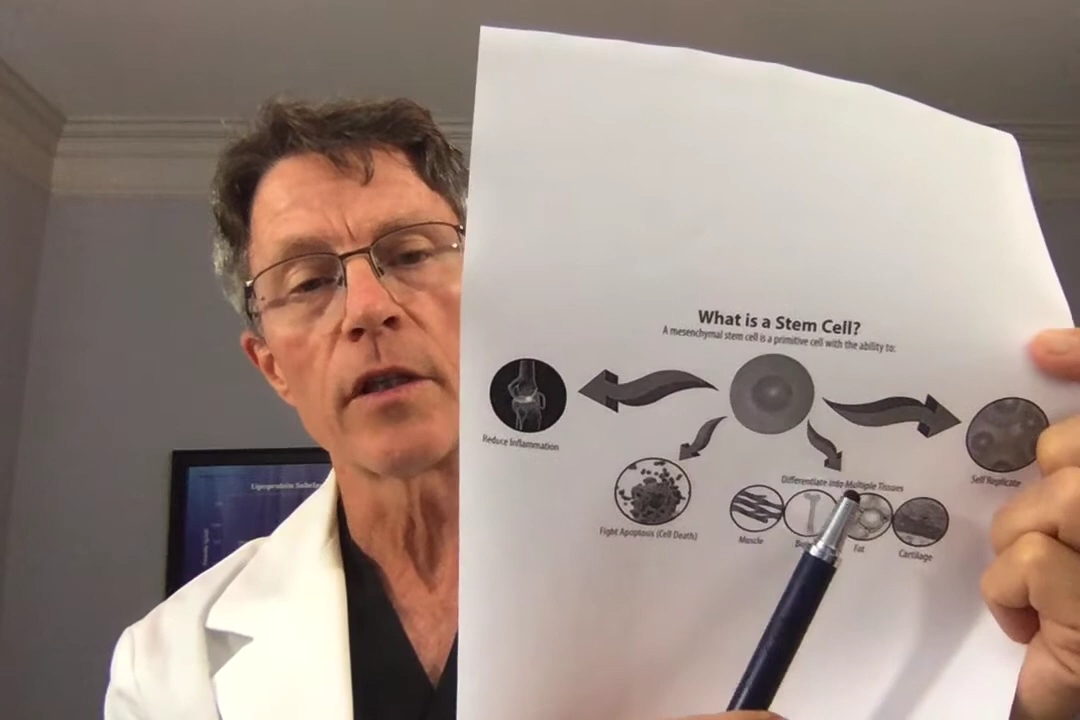 What is a Stem Cell?
A mesenchymal stem cell is a primitive cell with the ability to:
Reduce Inflammation
Self Replicate
Differentiate into Multiple Tissues
Fight Apoptosis (Cell Death)
Muscle
Fat
Cartilage
Lipoprotein